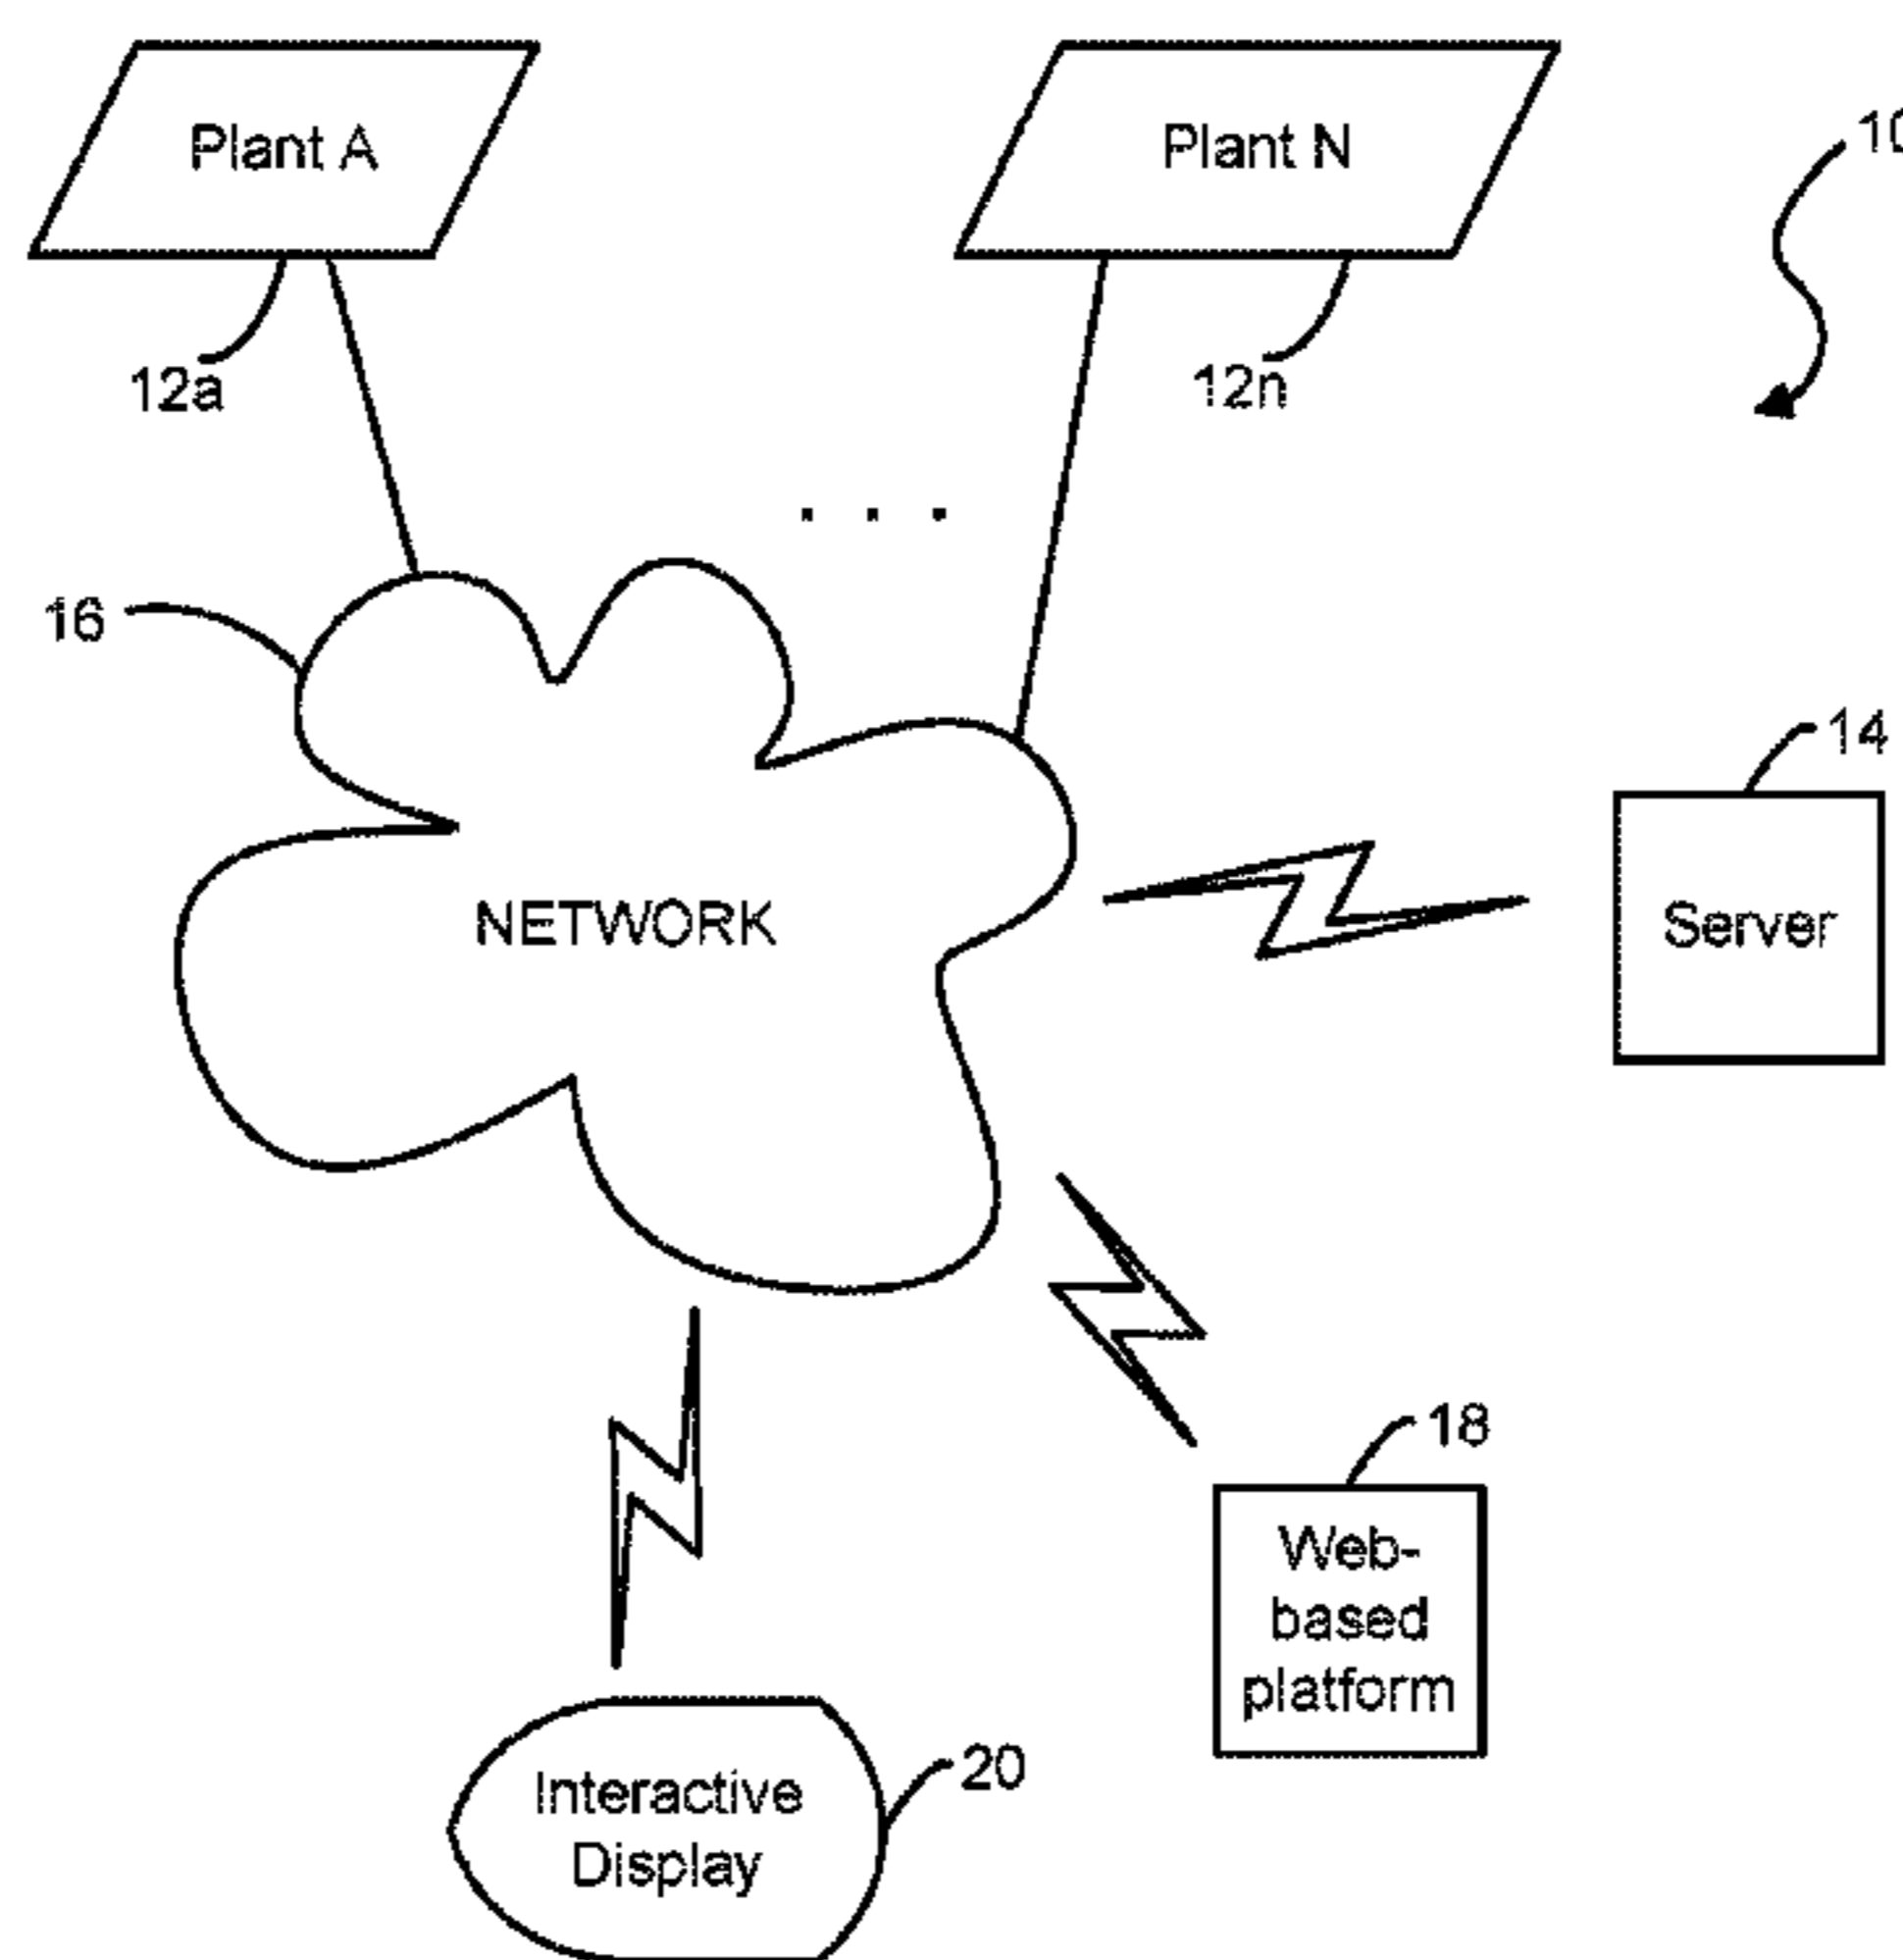 Plant A
Plant N
10
12a
12n
. . .
16
14
NETWORK
Server
18
Web-
based
platform
20
Interactive
Display